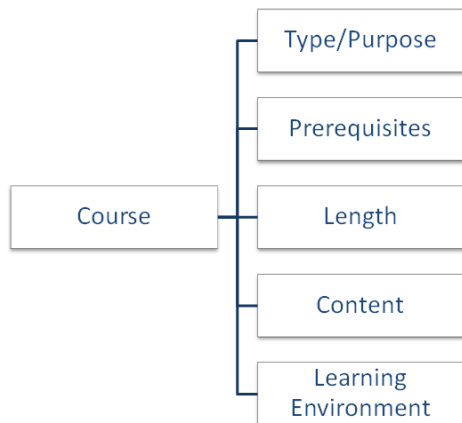 Type/Purpose
Prerequisites
Course
Length
Content
Learning
Environment